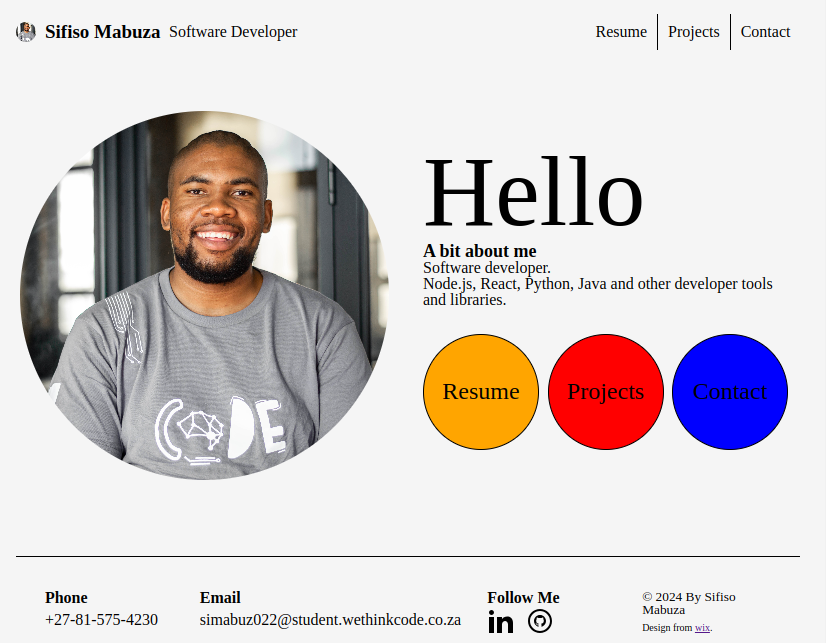 Sifiso Mabuza Software Developer Resume Projects Contact
Hello
A bit about me
Software developer.
Node.js, React, Python, Java and other developer tools
and libraries.
Resume Projects Contact
CODE
Phone Email Follow Me © 2024 By Sifiso
Mabuza
+27-81-575-4230 simabuz022@student.wethinkcode.co.za in
Design from wix.